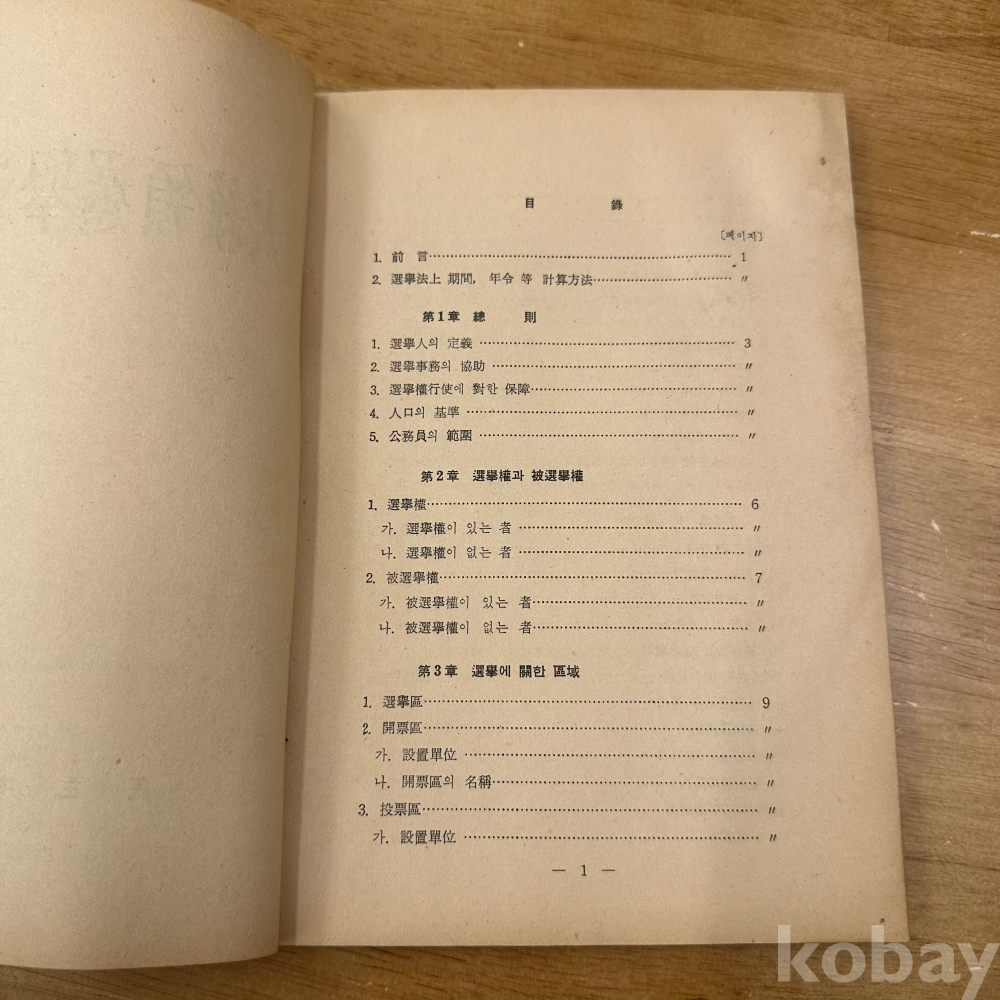 目 錄
[페이지]
1. 前 言 1
2. 選擧法上 期間, 年令 等 計算方法 〃
第1章 總 則
1. 選擧人의 定義 3
2. 選擧事務의 協助 〃
3. 選擧權行使에 對한 保障 〃
4. 人口의 基準 〃
5. 公務員의 範圍 〃
第2章 選擧權과 被選擧權
1. 選擧權 6
가. 選擧權이 있는 者 〃
나. 選擧權이 없는 者 〃
2. 被選擧權 7
가. 被選擧權이 있는 者 〃
나. 被選擧權이 없는 者 〃
第3章 選擧에 關한 區域
1. 選擧區 9
2. 開票區 〃
가. 設置單位 〃
나. 開票區의 名稱 〃
3. 投票區 〃
가. 設置單位 〃
— 1 —
kobay